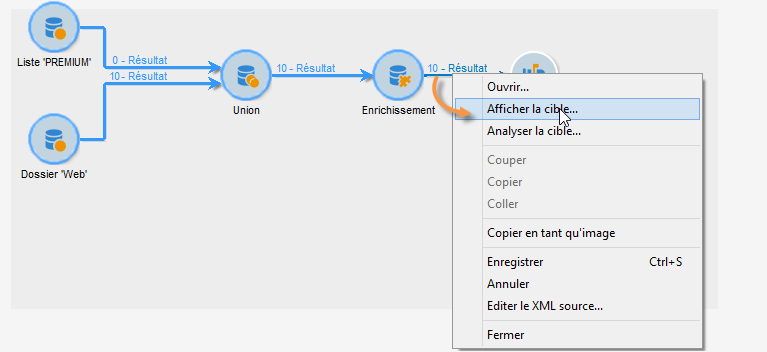 Liste 'PREMIUM'
0 - Résultat
10 - Résultat
Dossier 'Web'
Union
10 - Résultat
Enrichissement
10 - Résultat
Ouvrir...
Afficher la cible...
Analyser la cible...
Couper
Copier
Coller
Copier en tant qu'image
Enregistrer Ctrl+S
Annuler
Editer le XML source...
Fermer